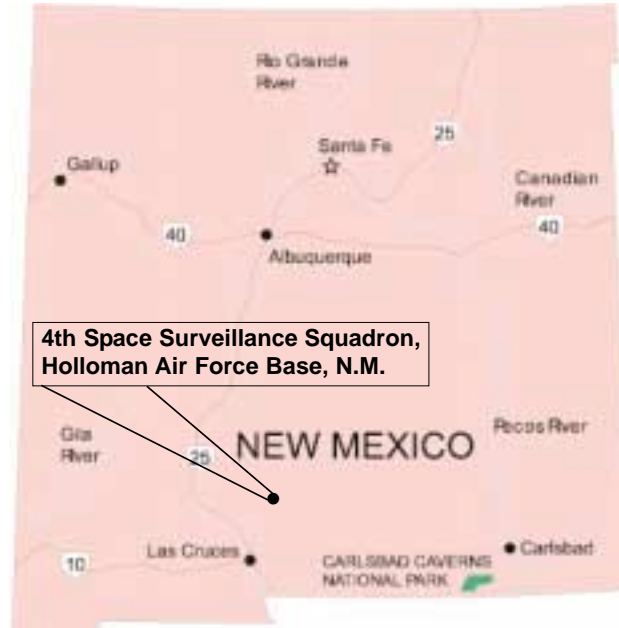 Rio Grande
River
Santa Fe
25
Gallup
Canadian
River
40
40
Albuquerque
4th Space Surveillance Squadron,
Holloman Air Force Base, N.M.
Gila
River
25
NEW MEXICO
Pecos River
10
Las Cruces
CARLSBAD CAVERNS
NATIONAL PARK
Carlsbad